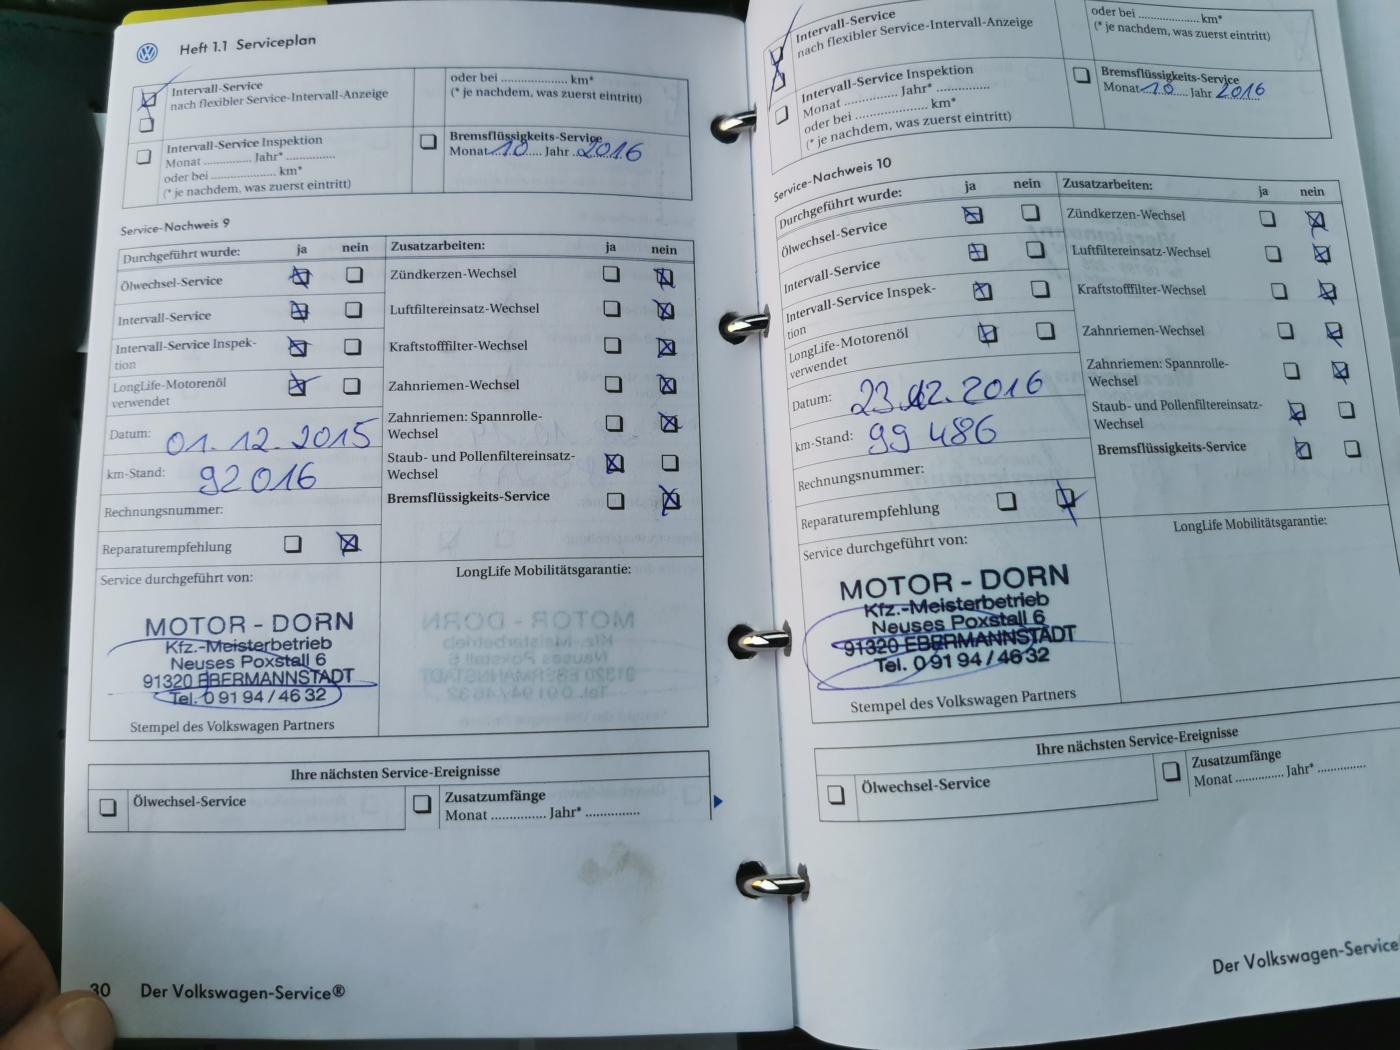 Heft 1.1 Serviceplan
Intervall-Service
nach flexibler Service-Intervall-Anzeige
oder bei .................... km*
(* je nachdem, was zuerst eintritt)
Intervall-Service Inspektion
Monat .............. Jahr* ..............
oder bei .................... km*
(* je nachdem, was zuerst eintritt)
Bremsflüssigkeits-Service
Monat 10 Jahr 2016
Service-Nachweis 9
Durchgeführt wurde: ja nein Zusatzarbeiten: ja nein
Ölwechsel-Service
Zündkerzen-Wechsel
Intervall-Service
Luftfiltereinsatz-Wechsel
Intervall-Service Inspek-
tion
Kraftstofffilter-Wechsel
LongLife-Motorenöl
verwendet
Zahnriemen-Wechsel
Datum: 01.12.2015
Zahnriemen: Spannrolle-
Wechsel
km-Stand: 92016
Staub- und Pollenfiltereinsatz-
Wechsel
Rechnungsnummer:
Bremsflüssigkeits-Service
Reparaturempfehlung
Service durchgeführt von:
LongLife Mobilitätsgarantie:
MOTOR - DORN
Kfz.-Meisterbetrieb
Neuses Poxstall 6
91320 EBERMANNSTADT
Tel. 0 91 94 / 46 32
Stempel des Volkswagen Partners
Ihre nächsten Service-Ereignisse
Ölwechsel-Service
Zusatzumfänge
Monat .............. Jahr* ..............
30 Der Volkswagen-Service®
Intervall-Service
nach flexibler Service-Intervall-Anzeige
oder bei .................... km*
(* je nachdem, was zuerst eintritt)
Intervall-Service Inspektion
Monat .............. Jahr* ..............
oder bei .................... km*
(* je nachdem, was zuerst eintritt)
Bremsflüssigkeits-Service
Monat 10 Jahr 2016
Service-Nachweis 10
Durchgeführt wurde: ja nein Zusatzarbeiten: ja nein
Ölwechsel-Service
Zündkerzen-Wechsel
Intervall-Service
Luftfiltereinsatz-Wechsel
Intervall-Service Inspek-
tion
Kraftstofffilter-Wechsel
LongLife-Motorenöl
verwendet
Zahnriemen-Wechsel
Datum: 23.12.2016
Zahnriemen: Spannrolle-
Wechsel
km-Stand: 99 486
Staub- und Pollenfiltereinsatz-
Wechsel
Rechnungsnummer:
Bremsflüssigkeits-Service
Reparaturempfehlung
Service durchgeführt von:
LongLife Mobilitätsgarantie:
MOTOR - DORN
Kfz.-Meisterbetrieb
Neuses Poxstall 6
91320 EBERMANNSTADT
Tel. 0 91 94 / 46 32
Stempel des Volkswagen Partners
Ihre nächsten Service-Ereignisse
Ölwechsel-Service
Zusatzumfänge
Monat .............. Jahr* ..............
Der Volkswagen-Service